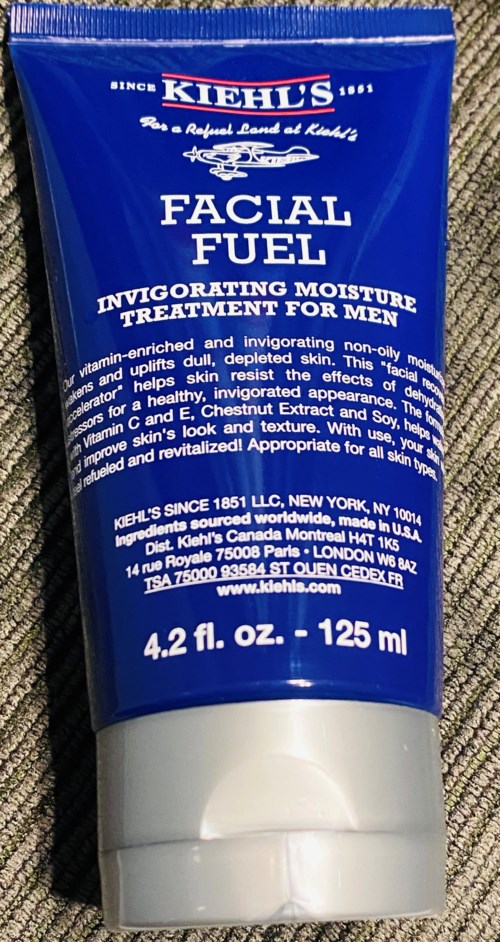 SINCE KIEHL'S 1851
For a Refuel Land at Kiehl's
KIEHL'S
FACIAL
FUEL
INVIGORATING MOISTURE
TREATMENT FOR MEN
Our vitamin-enriched and invigorating non-oily
and uplifts dull, depleted skin. This "facial
helps skin resist the effects of
for a healthy, invigorated appearance. The
Vitamin C and E, Chestnut Extract and Soy, helps
improve skin's look and texture. With use, your
refueled and revitalized! Appropriate for all skin types.
KIEHL'S SINCE 1851 LLC, NEW YORK, NY 10014
Ingredients sourced worldwide, made in U.S.A.
Dist. Kiehl's Canada Montreal H4T 1K5
14 rue Royale 75008 Paris • LONDON W6 8AZ
TSA 75000 93584 ST OUEN CEDEX FR
www.kiehls.com
4.2 fl. oz. - 125 ml